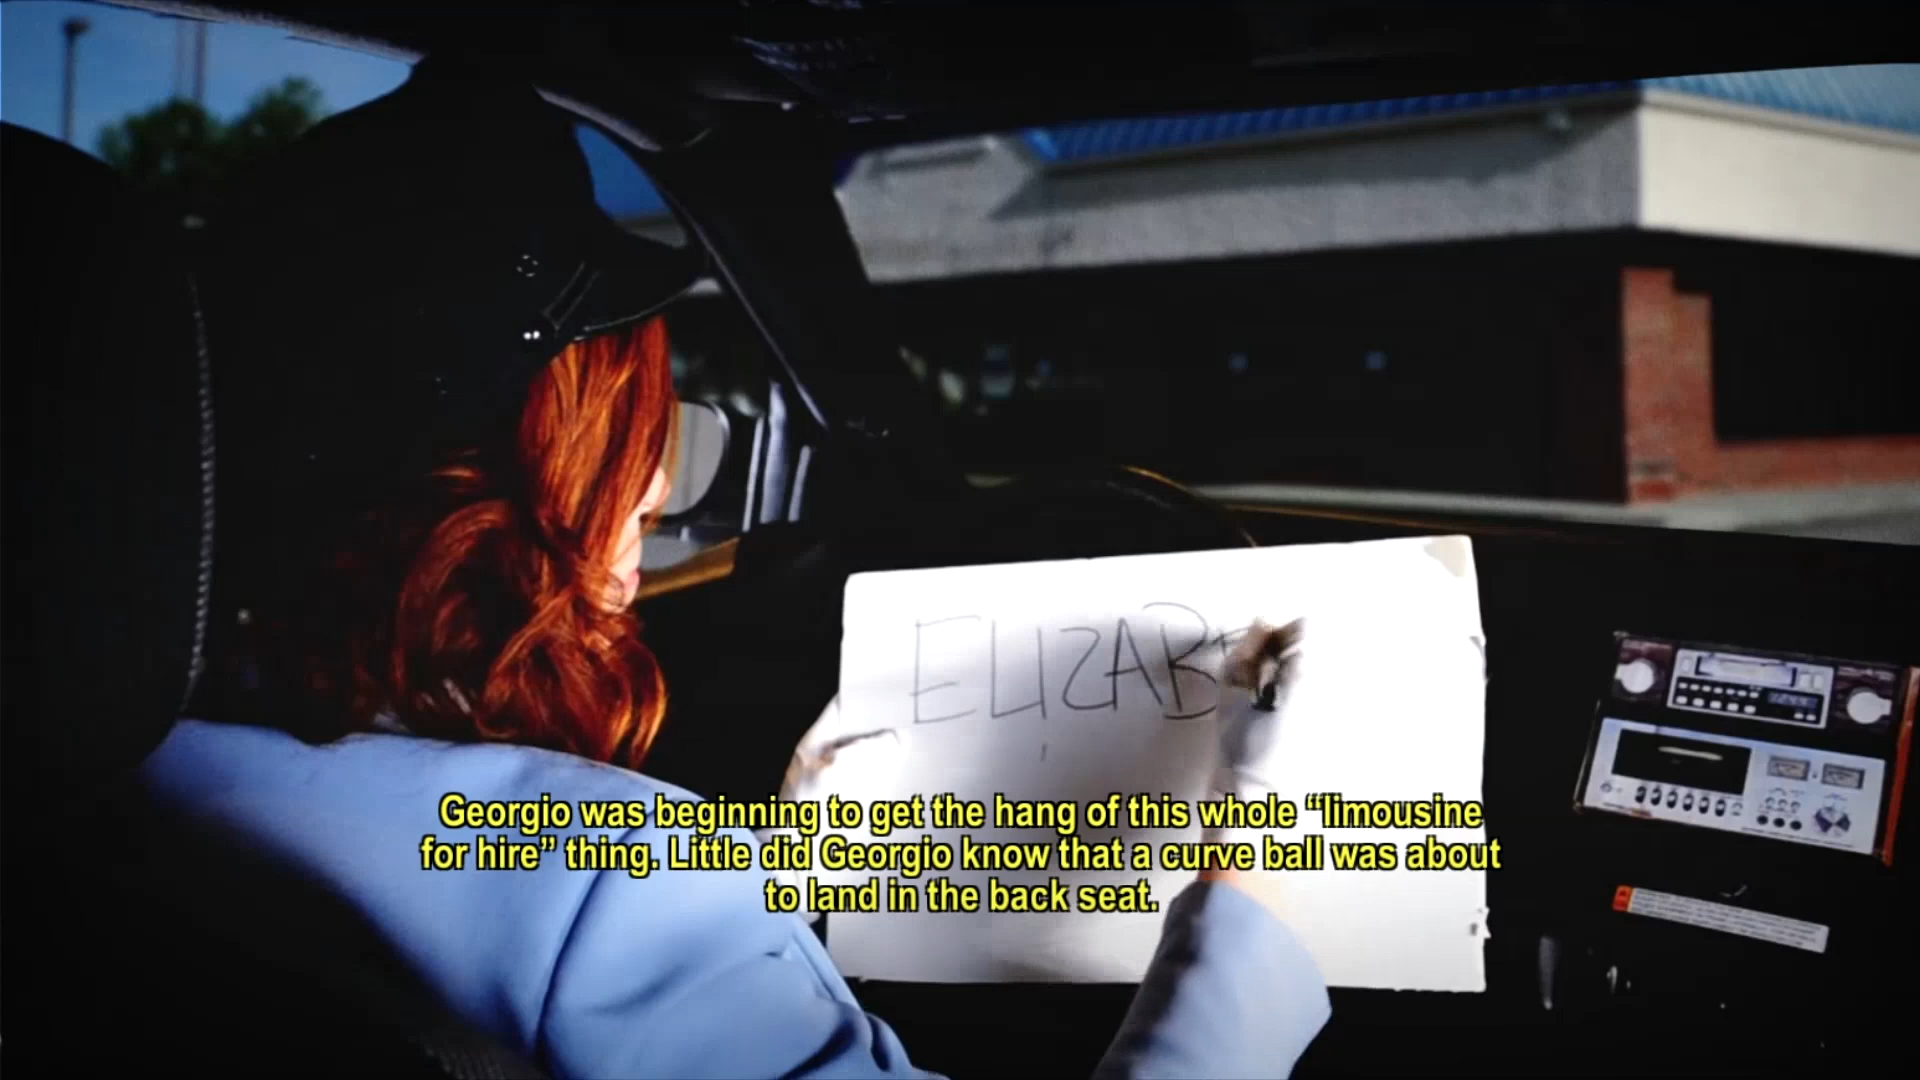 ELIZAB
Georgio was beginning to get the hang of this whole “limousine
for hire” thing. Little did Georgio know that a curve ball was about
to land in the back seat.